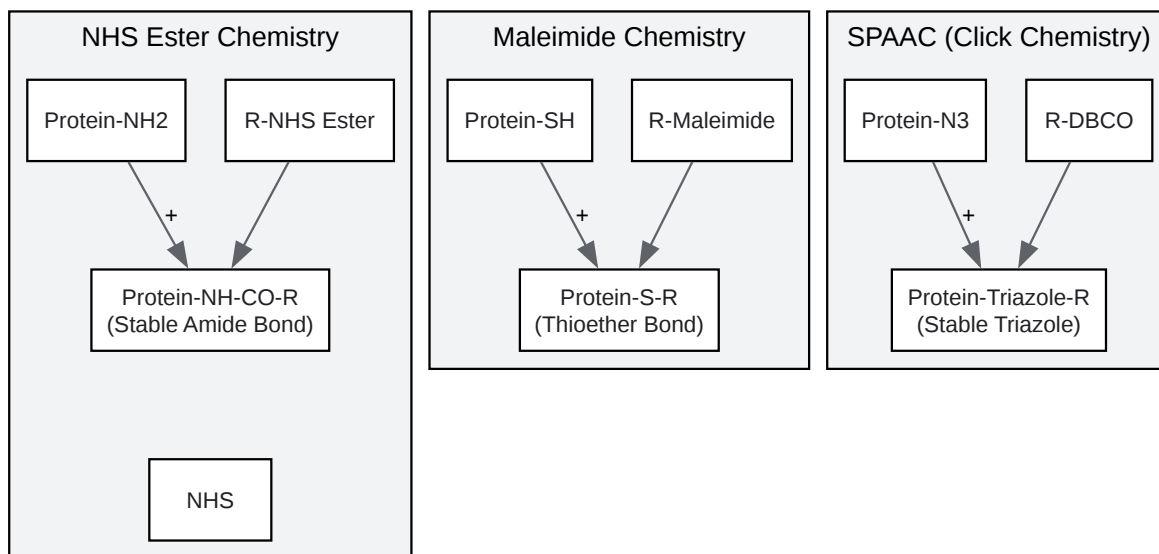 NHS Ester Chemistry
Protein-NH2
R-NHS Ester
+
Protein-NH-CO-R
(Stable Amide Bond)
NHS
Maleimide Chemistry
Protein-SH
R-Maleimide
+
Protein-S-R
(Thioether Bond)
SPAAC (Click Chemistry)
Protein-N3
R-DBCO
+
Protein-Triazole-R
(Stable Triazole)